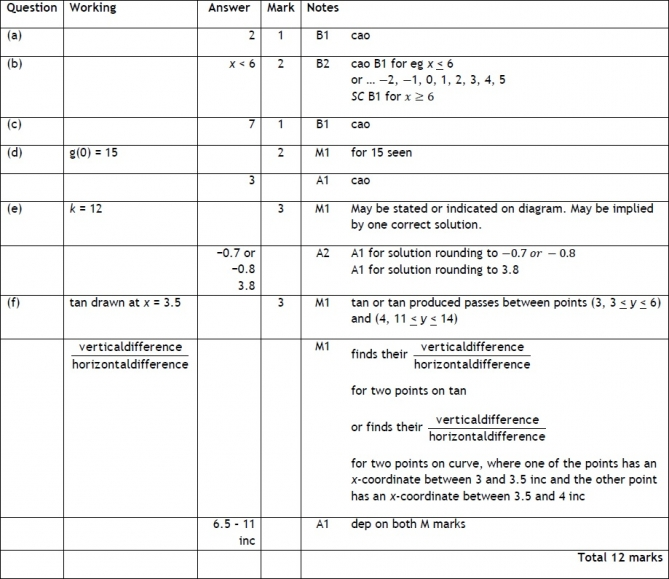 Question Working Answer Mark Notes
(a) 2 1 B1 cao
(b) x < 6 2 B2 cao B1 for eg x ≤ 6
or ... −2, −1, 0, 1, 2, 3, 4, 5
SC B1 for x ≥ 6
(c) 7 1 B1 cao
(d) g(0) = 15 2 M1 for 15 seen
3 A1 cao
(e) k = 12 3 M1 May be stated or indicated on diagram. May be implied
by one correct solution.
−0.7 or A2 A1 for solution rounding to −0.7 or − 0.8
−0.8 A1 for solution rounding to 3.8
3.8
(f) tan drawn at x = 3.5 3 M1 tan or tan produced passes between points (3, 3 ≤ y ≤ 6)
and (4, 11 ≤ y ≤ 14)
verticaldifference M1 finds their verticaldifference
horizontaldifference horizontaldifference
for two points on tan
or finds their verticaldifference
horizontaldifference
for two points on curve, where one of the points has an
x-coordinate between 3 and 3.5 inc and the other point
has an x-coordinate between 3.5 and 4 inc
6.5 - 11 A1 dep on both M marks
inc
Total 12 marks